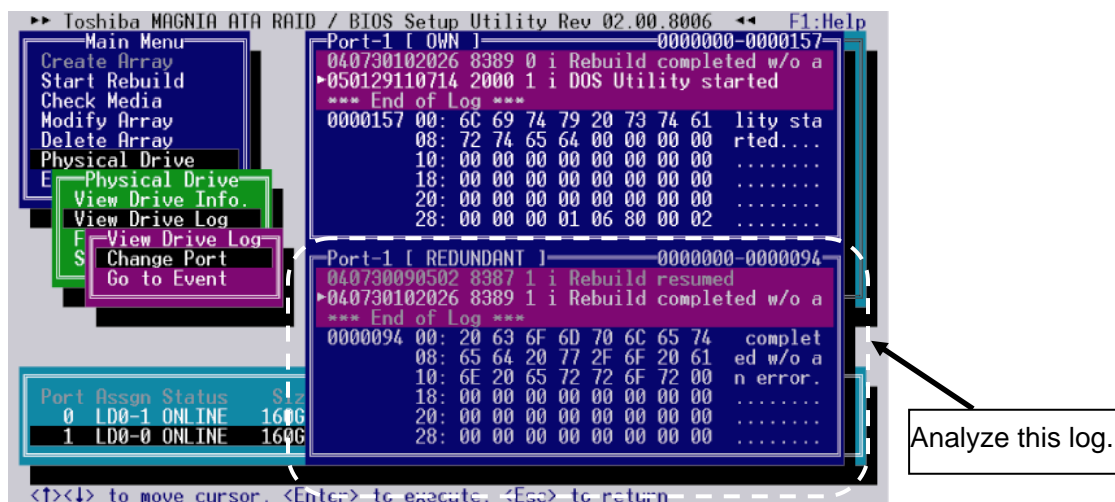 ►► Toshiba MAGNIA ATA RAID / BIOS Setup Utility Rev 02.00.8006 ◄◄ F1:Help
Main Menu
Create Array
Start Rebuild
Check Media
Modify Array
Delete Array
Physical Drive
E
Physical Drive
View Drive Info.
View Drive Log
F
S
View Drive Log
Change Port
Go to Event
Port-1 [ OWN ] 0000000-0000157
040730102026 8389 0 i Rebuild completed w/o a
►050129110714 2000 1 i DOS Utility started
*** End of Log ***
0000157 00: 6C 69 74 79 20 73 74 61 lity sta
08: 72 74 65 64 00 00 00 00 rted....
10: 00 00 00 00 00 00 00 00 ........
18: 00 00 00 00 00 00 00 00 ........
20: 00 00 00 00 00 00 00 00 ........
28: 00 00 00 01 06 80 00 02 ........
Port-1 [ REDUNDANT ] 0000000-0000094
040730090502 8387 1 i Rebuild resumed
►040730102026 8389 1 i Rebuild completed w/o a
*** End of Log ***
0000094 00: 20 63 6F 6D 70 6C 65 74 complet
08: 65 64 20 77 2F 6F 20 61 ed w/o a
10: 6E 20 65 72 72 6F 72 00 n error.
18: 00 00 00 00 00 00 00 00 ........
20: 00 00 00 00 00 00 00 00 ........
28: 00 00 00 00 00 00 00 00 ........
Port Assgn Status Siz
0 LD0-1 ONLINE 160G
1 LD0-0 ONLINE 160G
Analyze this log.
<↑><↓> to move cursor, <Enter> to execute, <Esc> to return